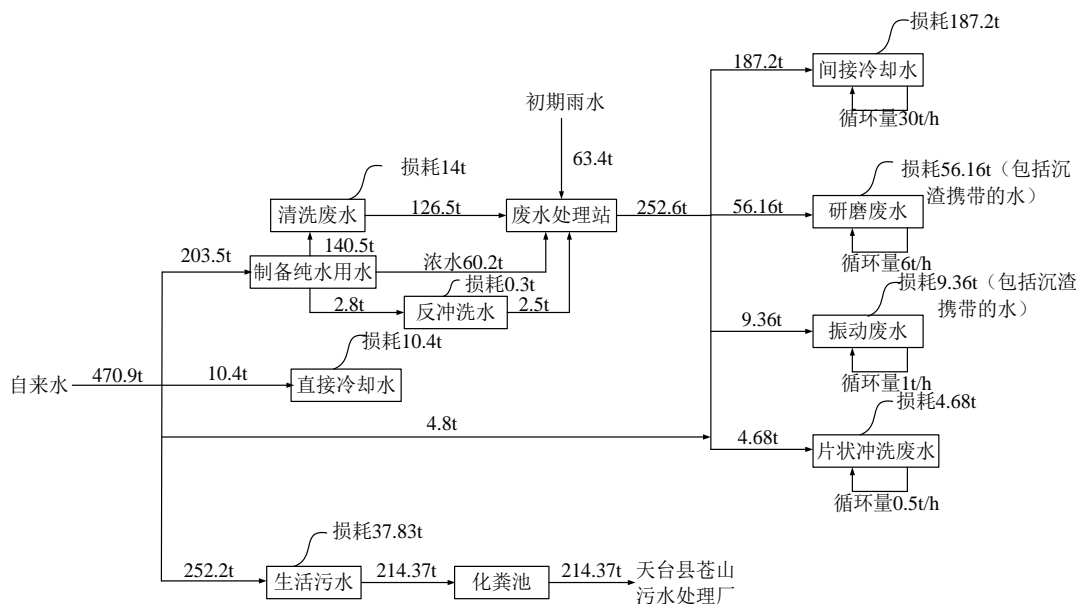 损耗187.2t
187.2t
间接冷却水
循环量30t/h
初期雨水
63.4t
损耗14t
清洗废水
126.5t
废水处理站
252.6t
损耗56.16t（包括沉
渣携带的水）
56.16t
研磨废水
循环量6t/h
203.5t
140.5t
制备纯水用水
浓水60.2t
损耗0.3t
2.8t
反冲洗水
2.5t
损耗9.36t（包括沉渣
携带的水）
9.36t
振动废水
循环量1t/h
损耗10.4t
自来水
470.9t
10.4t
直接冷却水
4.8t
损耗4.68t
4.68t
片状冲洗废水
循环量0.5t/h
损耗37.83t
252.2t
生活污水
214.37t
化粪池
214.37t
天台县苍山
污水处理厂